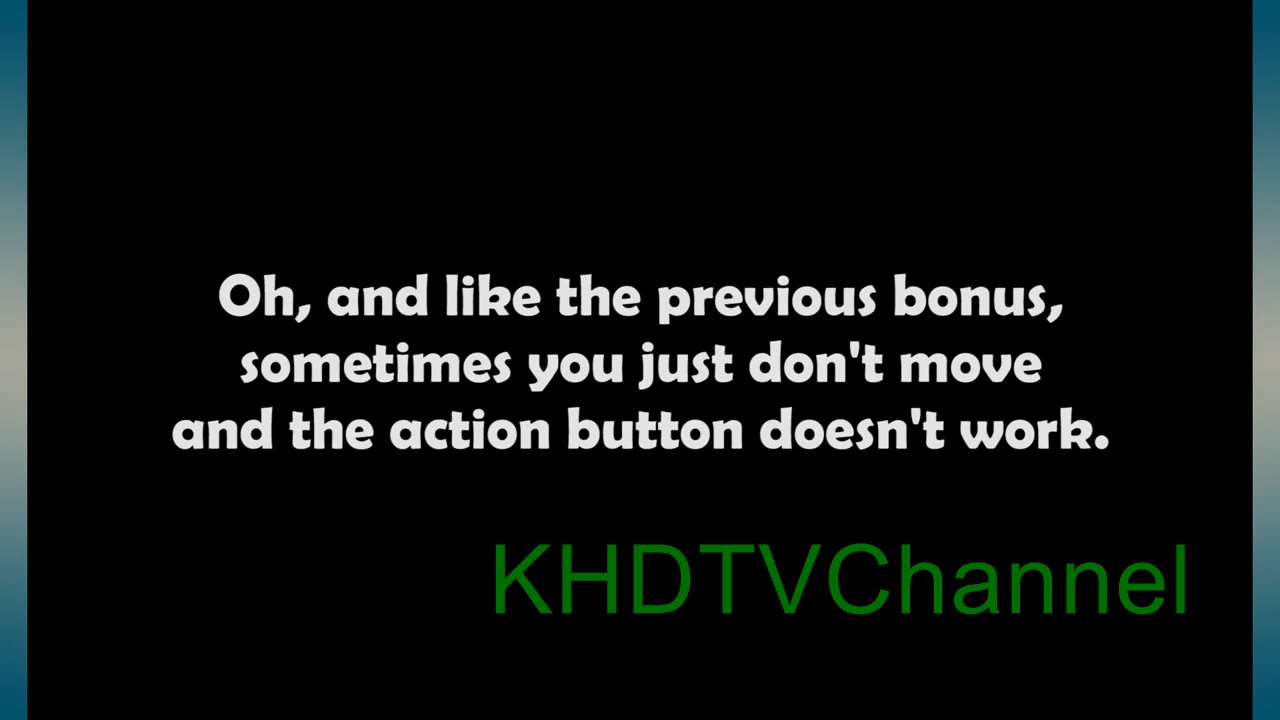 Oh, and like the previous bonus,
sometimes you just don't move
and the action button doesn't work.
KHDTVChannel